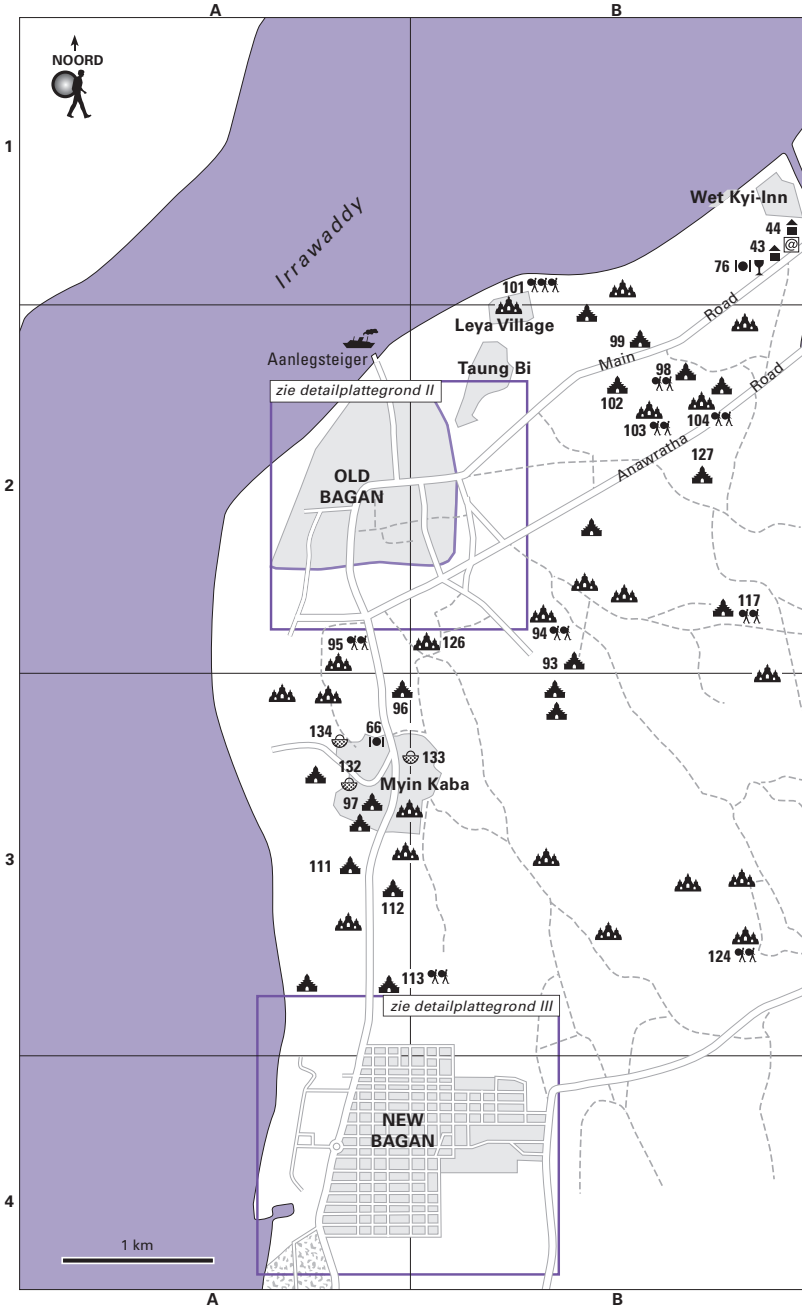 A
B
NOORD
1
Wet Kyi-Inn
44
43
@
76
Irrawaddy
101
Leya Village
Road
99
Main
Aanlegsteiger
Taung Bi
98
Road
zie detailplattegrond II
102
103
104
Anawratha
127
2
OLD
BAGAN
117
94
95
126
93
96
134
66
133
132
Myin Kaba
97
3
111
112
124
113
zie detailplattegrond III
NEW
BAGAN
4
1 km
A
B